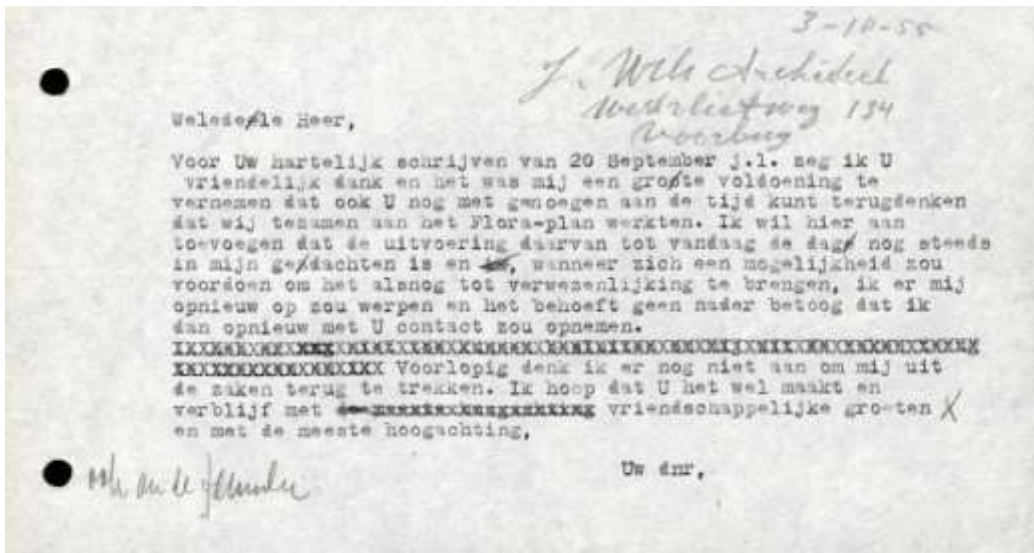 3-10-55
J. Wils Architect
134
Voorburg
Weledele Heer,
Voor Uw hartelijk schrijven van 20 September j.l. zeg ik U
vriendelijk dank en het was mij een grote voldoening te
vernemen dat ook U nog met genoegen aan de tijd kunt terugdenken
dat wij tezamen aan het Flora-plan werkten. Ik wil hier aan
toevoegen dat de uitvoering daarvan tot vandaag de dag nog steeds
in mijn gedachten is en , wanneer zich een mogelijkheid zou
voordoen om het alsnog tot verwezenlijking te brengen, ik er mij
opnieuw op zou werpen en het behoeft geen nader betoog dat ik
dan opnieuw met U contact zou opnemen.
Voorlopig denk ik er nog niet aan om mij uit
de zaken terug te trekken. Ik hoop dat U het wel maakt en
verblijf met vriendschappelijke groeten X
en met de meeste hoogachting,
Uw dnr,